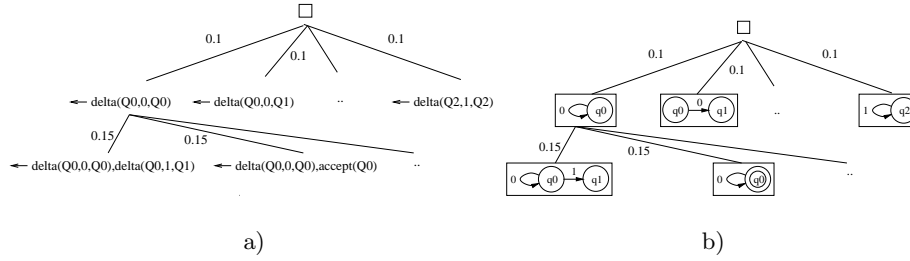 0.1 0.1 0.1
← delta(Q0,0,Q0) ← delta(Q0,0,Q1) .. ← delta(Q2,1,Q2)
0.15 0.15
← delta(Q0,0,Q0),delta(Q0,1,Q1) ← delta(Q0,0,Q0),accept(Q0) ..
a)
0.1 0.1 0.1
0 q0 q0 0 q1 .. 1 q2
0.15 0.15
0 q0 1 q1 0 q0 ..
b)